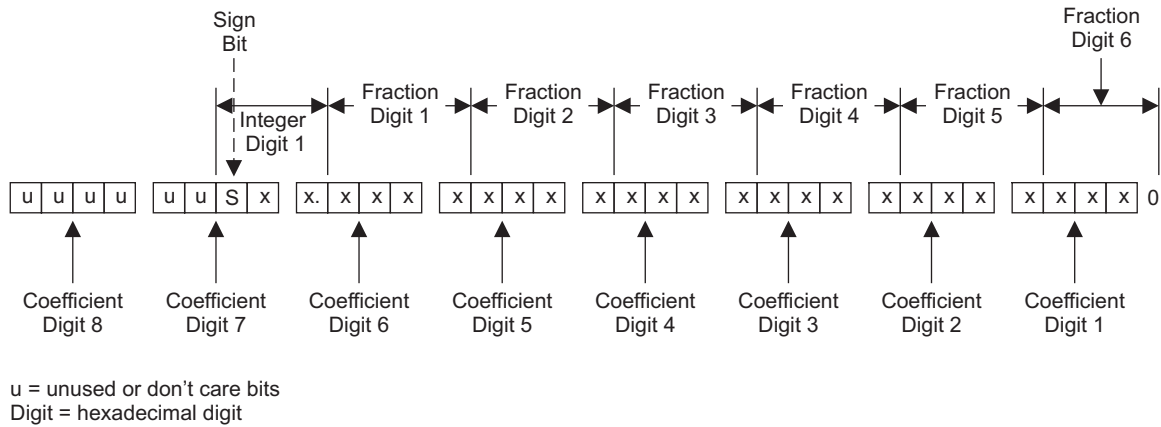 Sign
Bit
Fraction
Digit 6
Integer
Digit 1
Fraction
Digit 1
Fraction
Digit 2
Fraction
Digit 3
Fraction
Digit 4
Fraction
Digit 5
u u u u u u S x x. x x x x x x x x x x x x x x x x x x x x x x x 0
Coefficient
Digit 8
Coefficient
Digit 7
Coefficient
Digit 6
Coefficient
Digit 5
Coefficient
Digit 4
Coefficient
Digit 3
Coefficient
Digit 2
Coefficient
Digit 1
u = unused or don’t care bits
Digit = hexadecimal digit